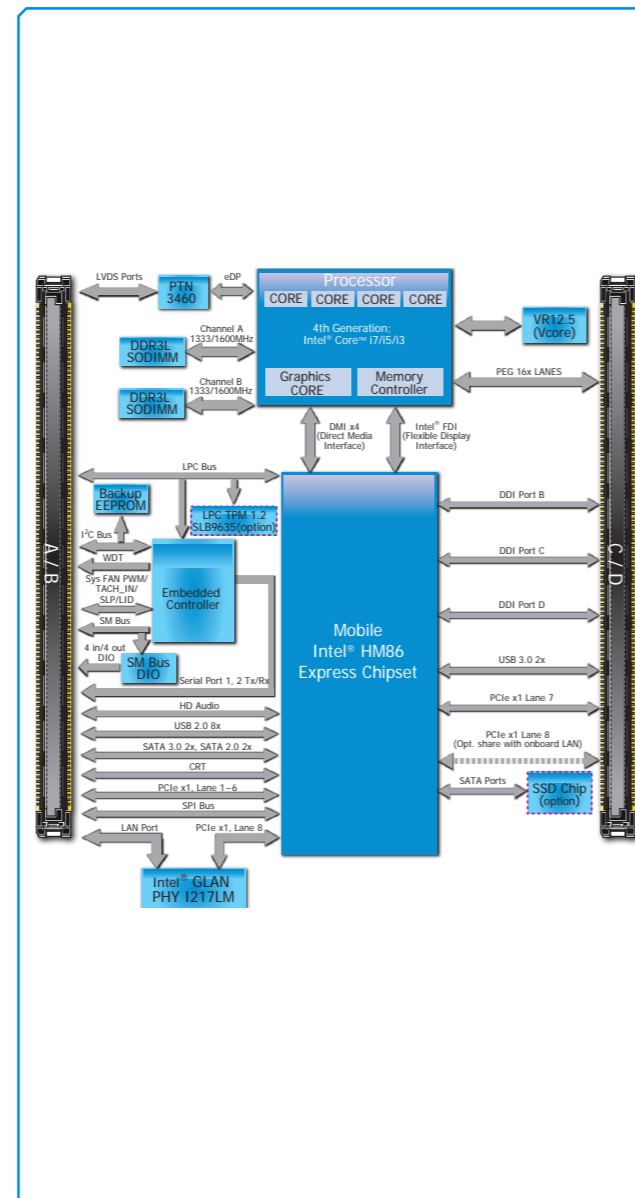 Processor
CORE CORE CORE CORE
4th Generation:
Intel® Core™ i7/i5/i3
Graphics
CORE
Memory
Controller
LVDS Ports
PTN
3460
eDP
DDR3L
SODIMM
Channel A
1333/1600MHz
DDR3L
SODIMM
Channel B
1333/1600MHz
VR12.5
(Vcore)
PEG 16x LANES
DMI x4
(Direct Media
Interface)
Intel® FDI
(Flexible Display
Interface)
A / B
C / D
LPC Bus
Backup
EEPROM
LPC TPM 1.2
SLB9635(option)
I²C Bus
WDT
Sys FAN PWM/
TACH_IN/
SLP/LID
Embedded
Controller
SM Bus
4 in/4 out
DIO
SM Bus
DIO
Serial Port 1, 2 Tx/Rx
HD Audio
USB 2.0 8x
SATA 3.0 2x, SATA 2.0 2x
CRT
PCIe x1, Lane 1~6
SPI Bus
LAN Port
PCIe x1, Lane 8
Intel® GLAN
PHY I217LM
Mobile
Intel® HM86
Express Chipset
DDI Port B
DDI Port C
DDI Port D
USB 3.0 2x
PCIe x1 Lane 7
PCIe x1 Lane 8
(Opt. share with onboard LAN)
SATA Ports
SSD Chip
(option)